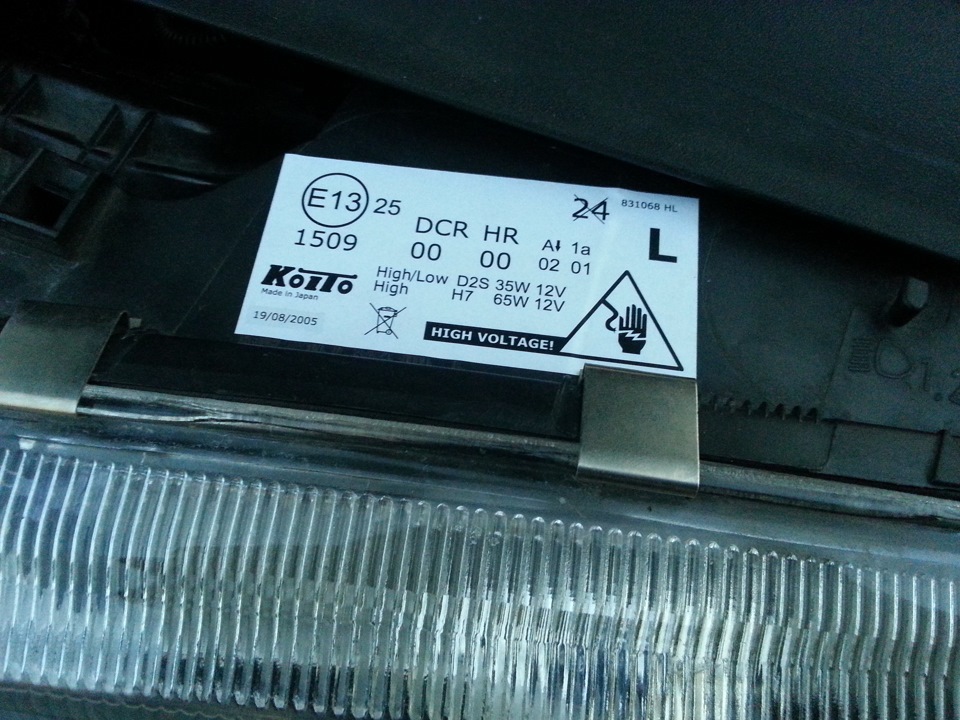 E13 25
24
831068 HL
1509
DCR HR
00 00
A 1a
02 01
L
KOITO
Made in Japan
High/Low D2S 35W 12V
High H7 65W 12V
19/08/2005
HIGH VOLTAGE!